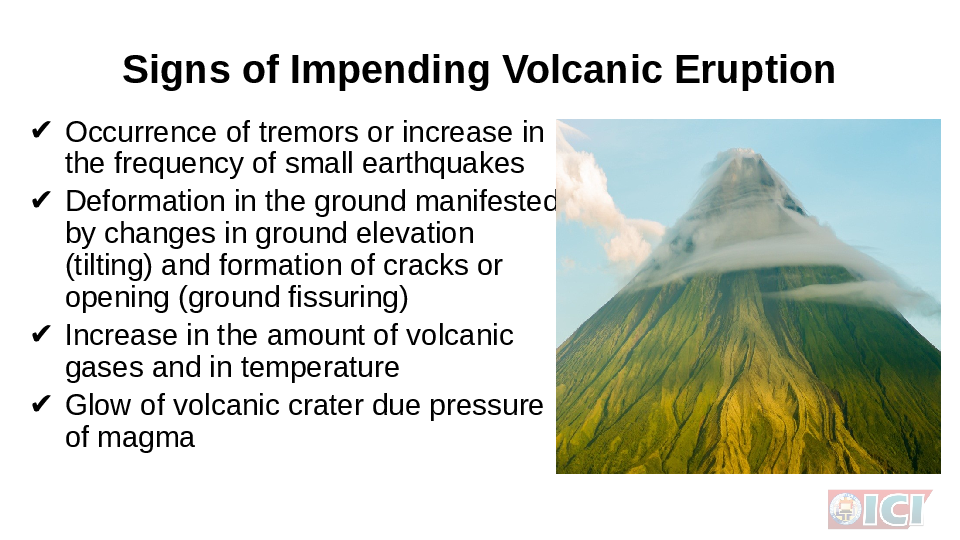 Signs of Impending Volcanic Eruption
✔ Occurrence of tremors or increase in
the frequency of small earthquakes
✔ Deformation in the ground manifested
by changes in ground elevation
(tilting) and formation of cracks or
opening (ground fissuring)
✔ Increase in the amount of volcanic
gases and in temperature
✔ Glow of volcanic crater due pressure
of magma
ICI